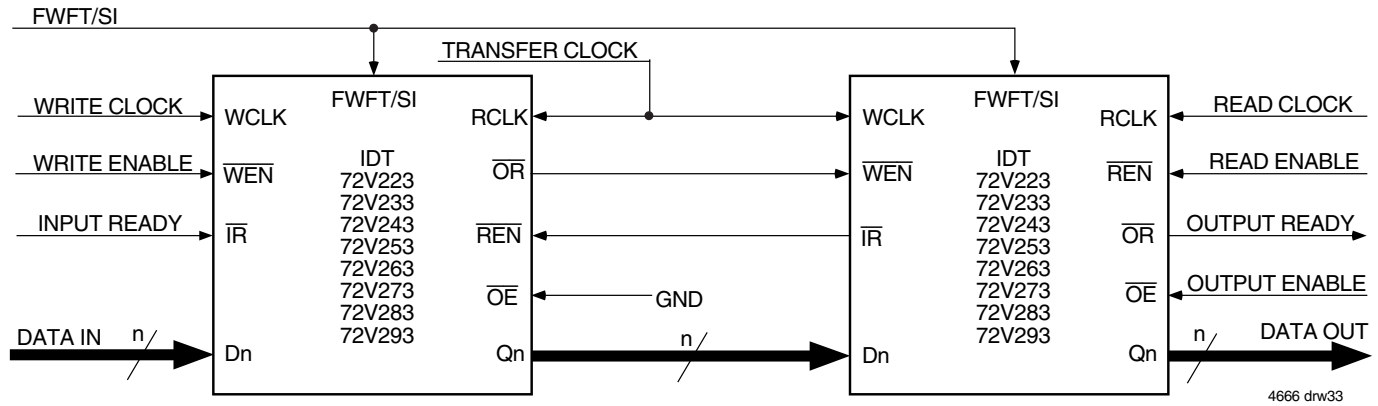 FWFT/SI
TRANSFER CLOCK
WRITE CLOCK
WRITE ENABLE
INPUT READY
DATA IN
n
FWFT/SI
WCLK
RCLK
WEN
OR
IR
REN
OE
Dn
Qn
IDT
72V223
72V233
72V243
72V253
72V263
72V273
72V283
72V293
GND
n
FWFT/SI
WCLK
RCLK
WEN
REN
IR
OR
OE
Dn
Qn
IDT
72V223
72V233
72V243
72V253
72V263
72V273
72V283
72V293
READ CLOCK
READ ENABLE
OUTPUT READY
OUTPUT ENABLE
n
DATA OUT
4666 drw33